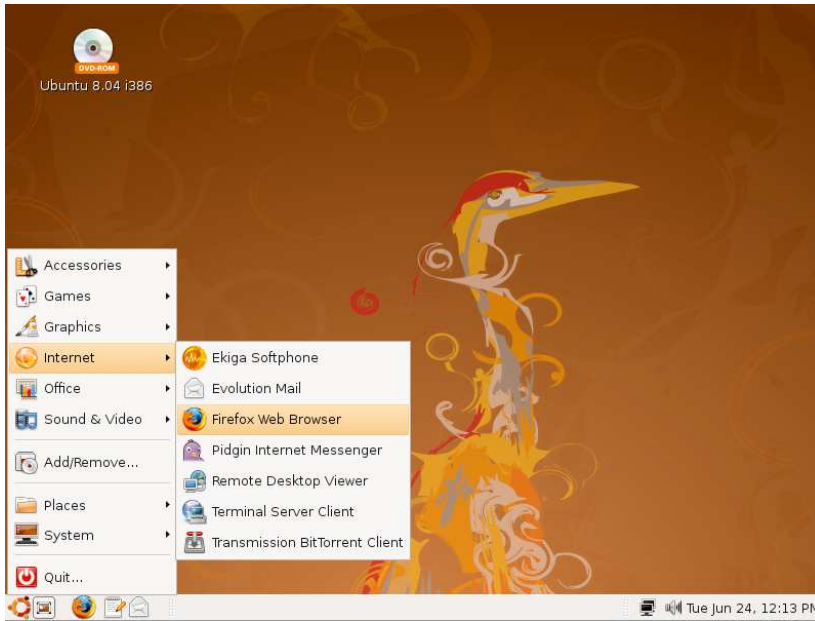 DVD-ROM
Ubuntu 8.04 i386
Accessories
Games
Graphics
Internet
Office
Sound & Video
Add/Remove...
Places
System
Quit...
Ekiga Softphone
Evolution Mail
Firefox Web Browser
Pidgin Internet Messenger
Remote Desktop Viewer
Terminal Server Client
Transmission BitTorrent Client
Tue Jun 24, 12:13 PM